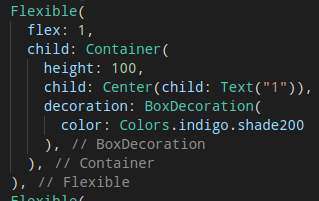 Flexible(
  flex: 1,
  child: Container(
    height: 100,
    child: Center(child: Text("1")),
    decoration: BoxDecoration(
      color: Colors.indigo.shade200
    ), // BoxDecoration
  ), // Container
), // Flexible
Flexible(